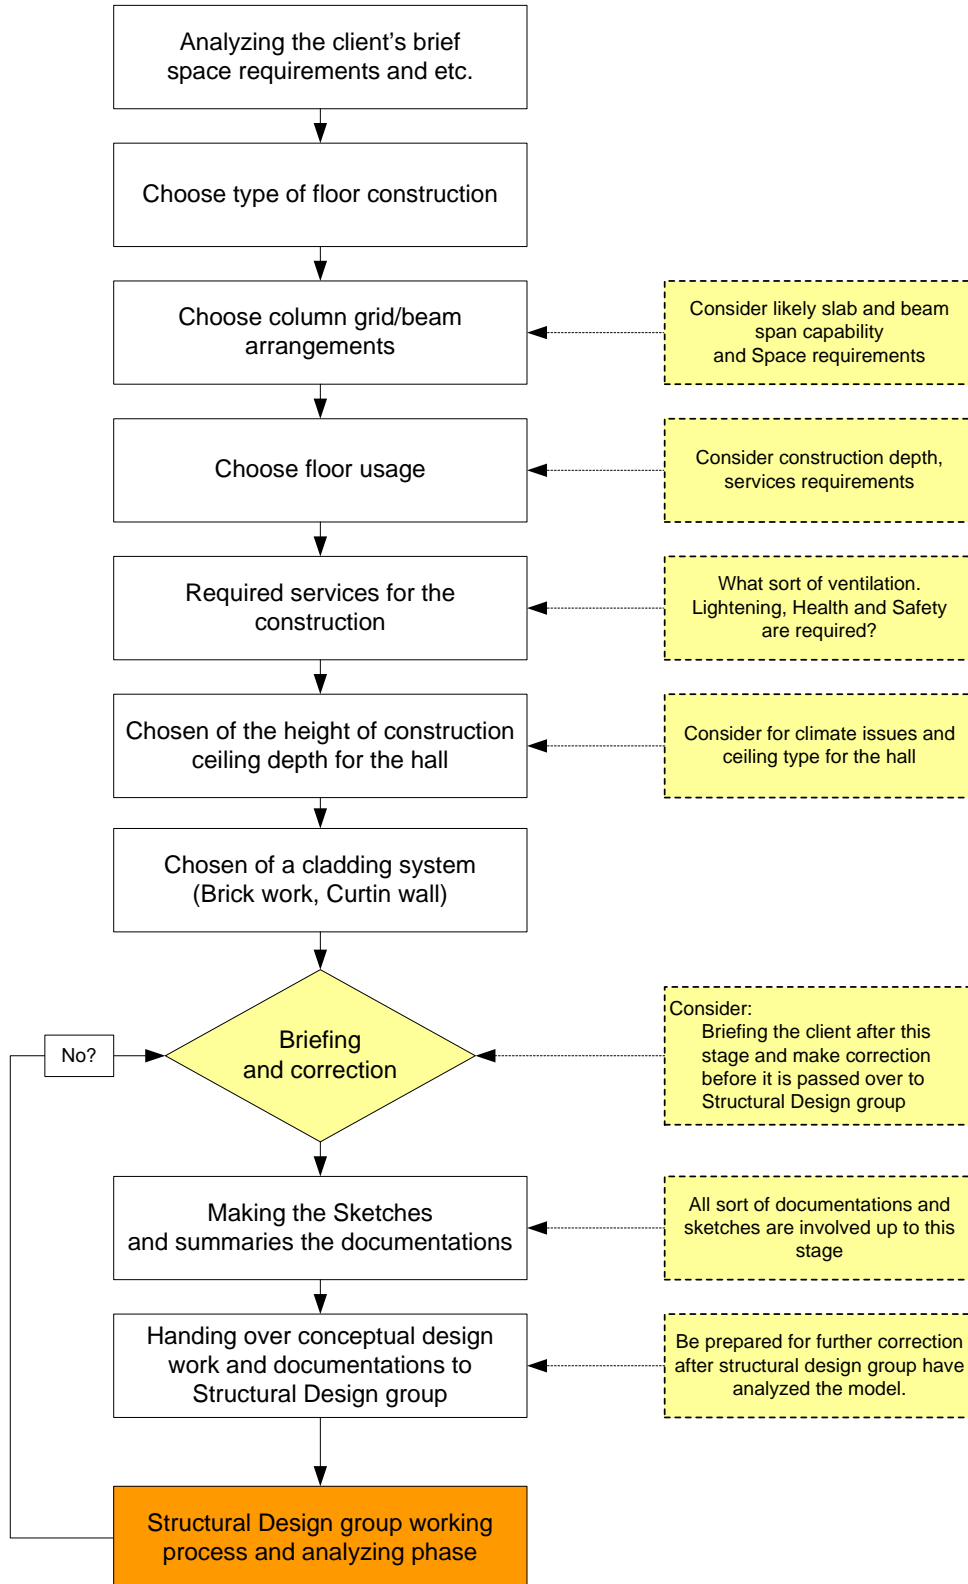 Analyzing the client’s brief
space requirements and etc.
Choose type of floor construction
Choose column grid/beam
arrangements
Consider likely slab and beam
span capability
and Space requirements
Choose floor usage
Consider construction depth,
services requirements
Required services for the
construction
What sort of ventilation.
Lightening, Health and Safety
are required?
Chosen of the height of construction
ceiling depth for the hall
Consider for climate issues and
ceiling type for the hall
Chosen of a cladding system
(Brick work, Curtin wall)
No?
Briefing
and correction
Consider:
Briefing the client after this
stage and make correction
before it is passed over to
Structural Design group
Making the Sketches
and summaries the documentations
All sort of documentations and
sketches are involved up to this
stage
Handing over conceptual design
work and documentations to
Structural Design group
Be prepared for further correction
after structural design group have
analyzed the model.
Structural Design group working
process and analyzing phase